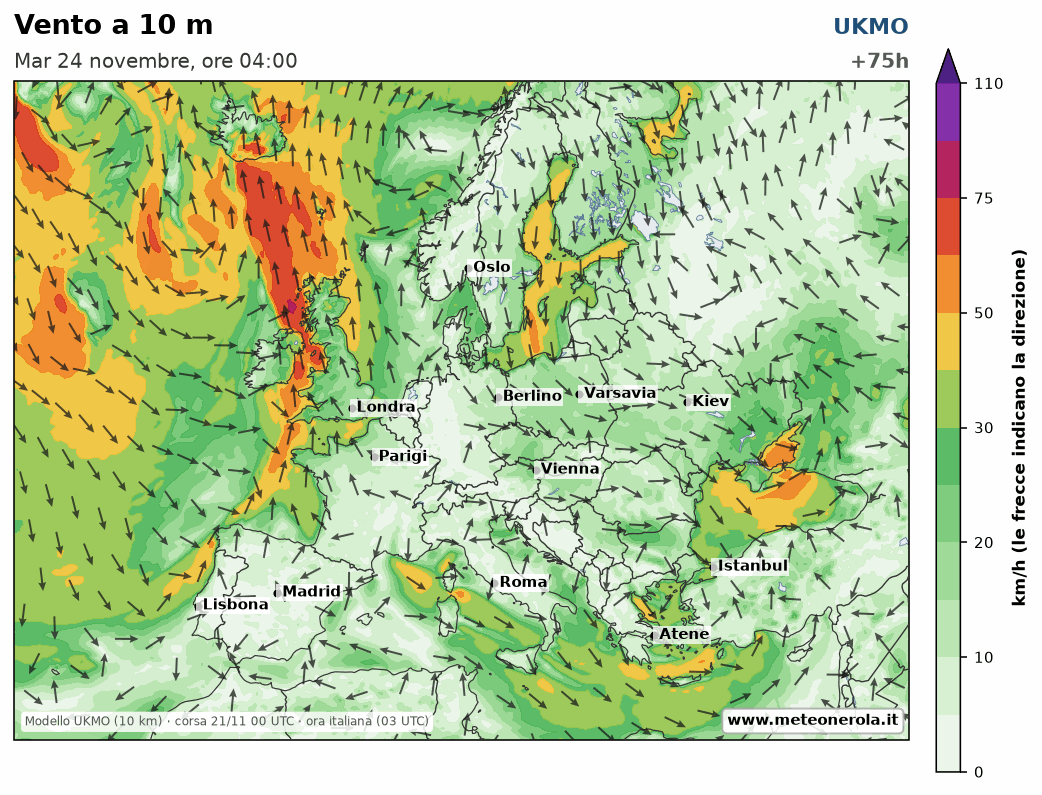 Vento a 10 m
UKMO
Mar 24 novembre, ore 04:00
+75h
110
75
50
30
20
10
0
km/h (le frecce indicano la direzione)
Oslo
Berlino
Varsavia
Kiev
Londra
Parigi
Vienna
Istanbul
Roma
Madrid
Lisbona
Atene
Modello UKMO (10 km) · corsa 21/11 00 UTC · ora italiana (03 UTC)
www.meteonerola.it